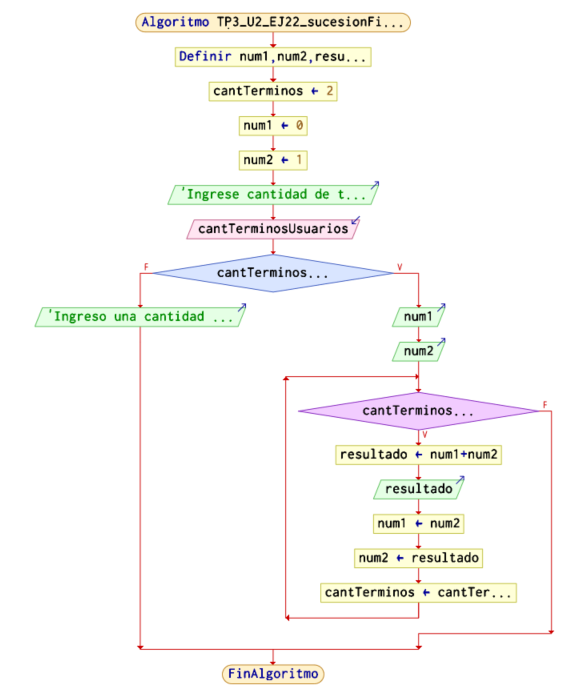 Algoritmo TP3_U2_EJ22_sucesionFi...
Definir num1,num2,resu...
cantTerminos ← 2
num1 ← 0
num2 ← 1
'Ingrese cantidad de t...
cantTerminosUsuarios
F
cantTerminos...
V
'Ingreso una cantidad ...
num1
num2
cantTerminos...
F
V
resultado ← num1+num2
resultado
num1 ← num2
num2 ← resultado
cantTerminos ← cantTer...
FinAlgoritmo